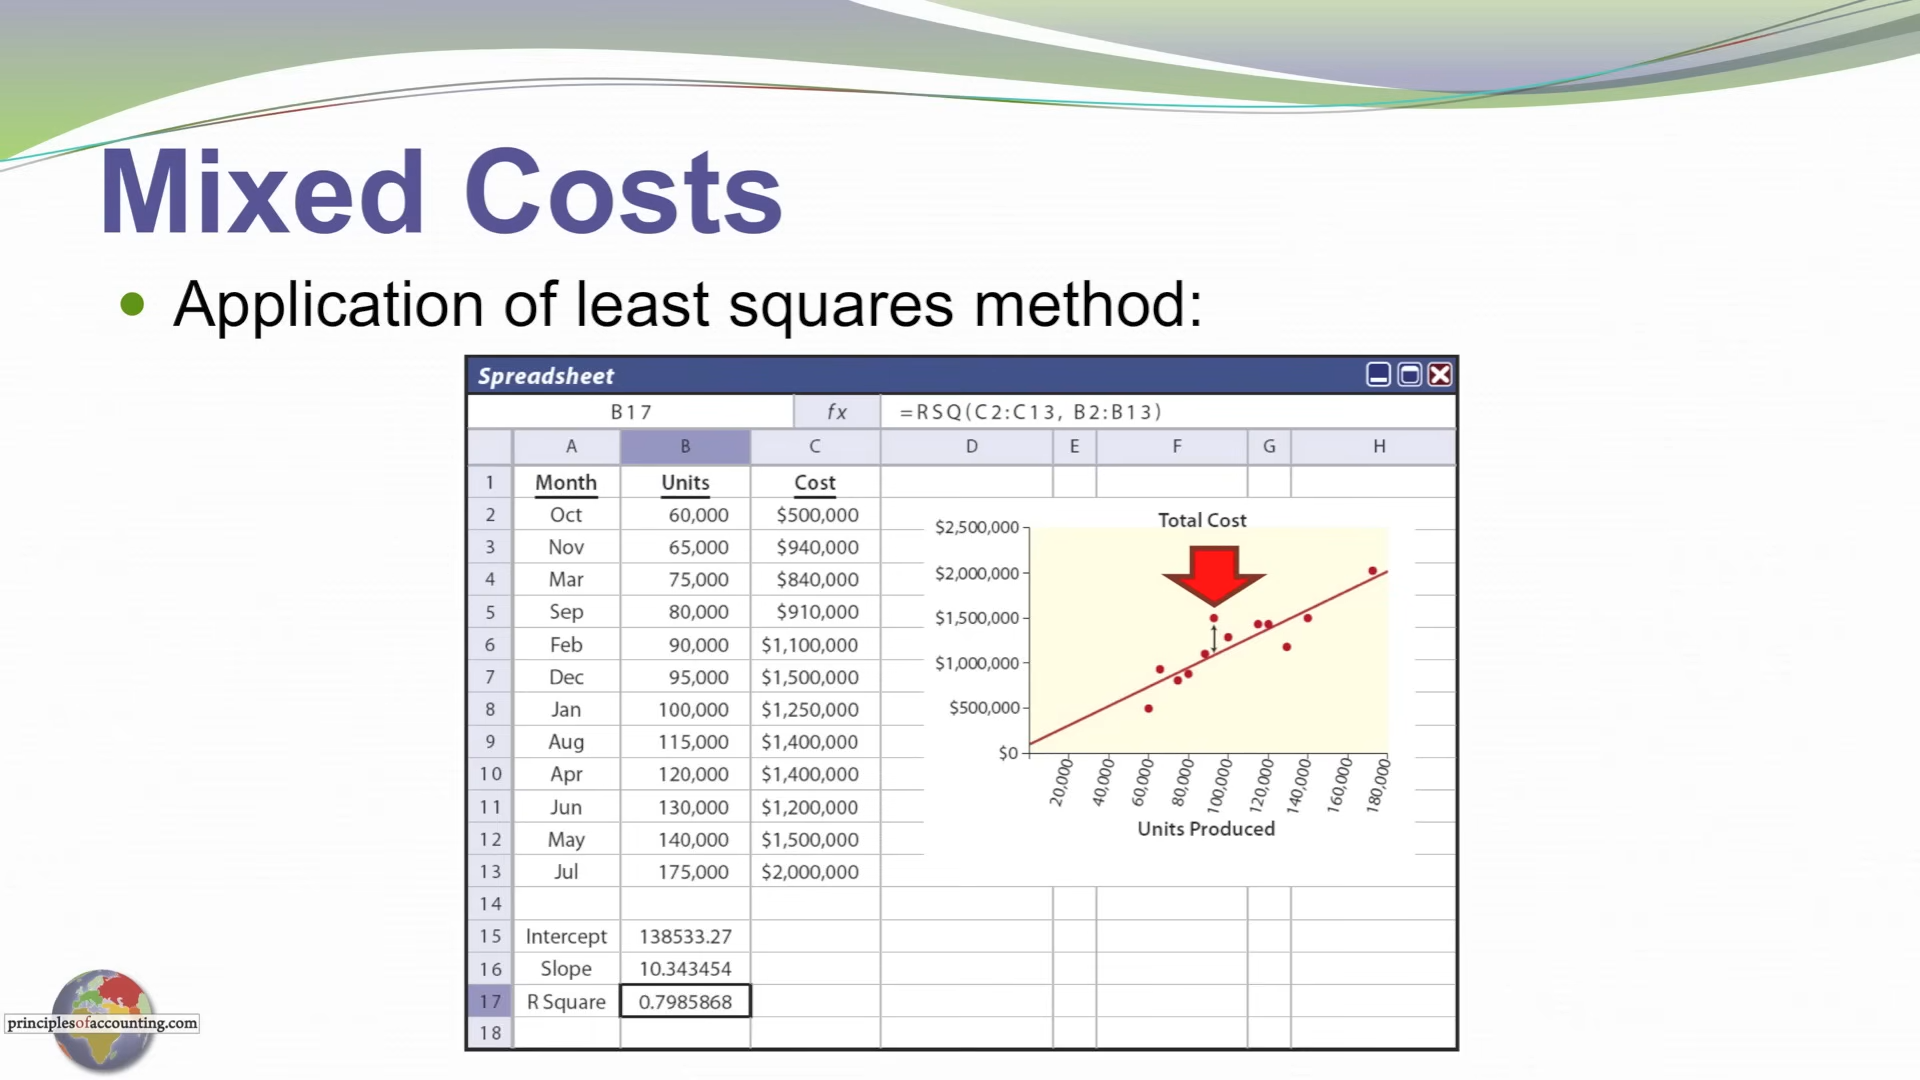 Mixed Costs
Application of least squares method:
Spreadsheet
B17 fx =RSQ(C2:C13, B2:B13)
A B C D E F G H
1 Month Units Cost
2 Oct 60,000 $500,000
3 Nov 65,000 $940,000
4 Mar 75,000 $840,000
5 Sep 80,000 $910,000
6 Feb 90,000 $1,100,000
7 Dec 95,000 $1,500,000
8 Jan 100,000 $1,250,000
9 Aug 115,000 $1,400,000
10 Apr 120,000 $1,400,000
11 Jun 130,000 $1,200,000
12 May 140,000 $1,500,000
13 Jul 175,000 $2,000,000
14
15 Intercept 138533.27
16 Slope 10.343454
17 R Square 0.7985868
18
Total Cost
$2,500,000
$2,000,000
$1,500,000
$1,000,000
$500,000
$0
20,000 40,000 60,000 80,000 100,000 120,000 140,000 160,000 180,000
Units Produced
principlesofaccounting.com